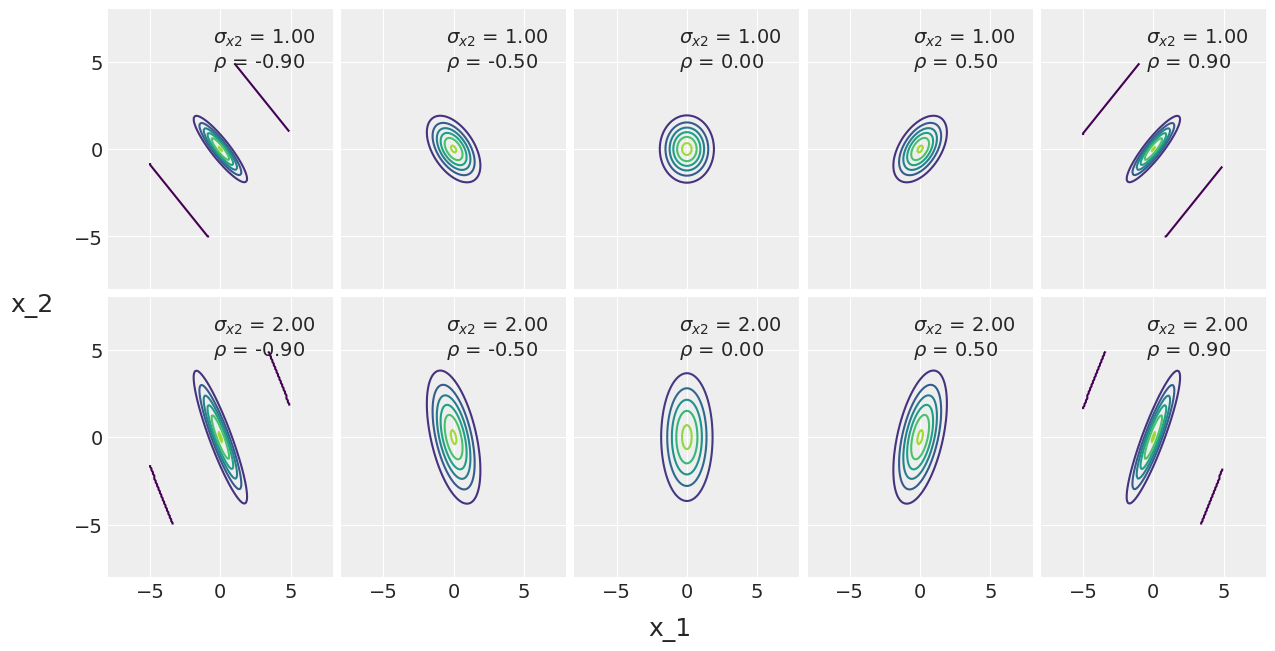 σx2 = 1.00
ρ = -0.90
σx2 = 1.00
ρ = -0.50
σx2 = 1.00
ρ = 0.00
σx2 = 1.00
ρ = 0.50
σx2 = 1.00
ρ = 0.90
5
0
−5
x_2
σx2 = 2.00
ρ = -0.90
σx2 = 2.00
ρ = -0.50
σx2 = 2.00
ρ = 0.00
σx2 = 2.00
ρ = 0.50
σx2 = 2.00
ρ = 0.90
5
0
−5
−5 0 5
−5 0 5
−5 0 5
−5 0 5
−5 0 5
x_1